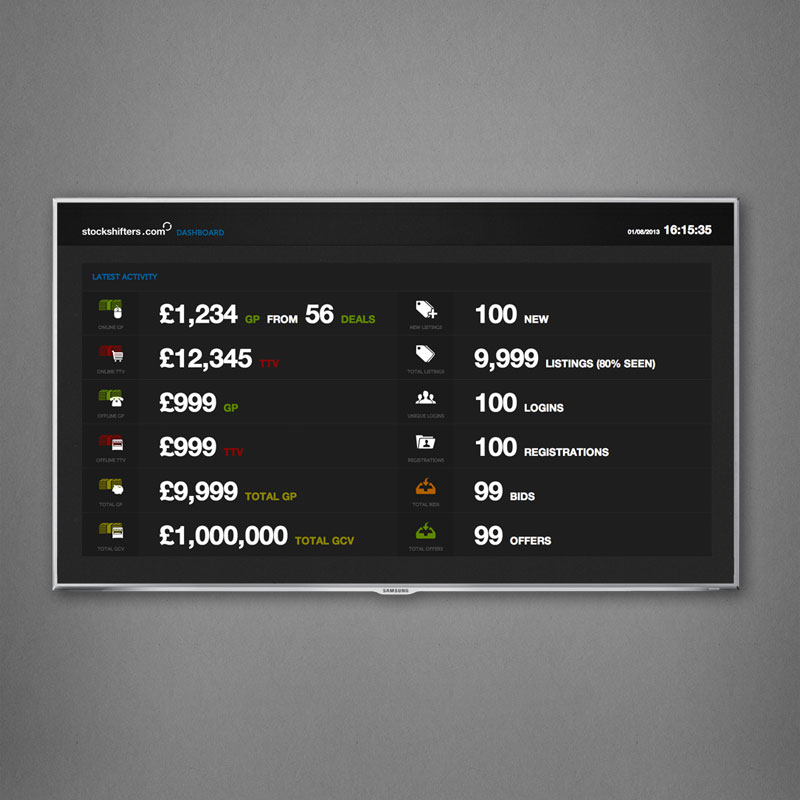 stockshifters.com DASHBOARD
01/08/2013 16:15:35
LATEST ACTIVITY
ONLINE GP
£1,234 GP FROM 56 DEALS
NEW LISTINGS
100 NEW
ONLINE TTV
£12,345 TTV
TOTAL LISTINGS
9,999 LISTINGS (80% SEEN)
OFFLINE GP
£999 GP
UNIQUE LOGINS
100 LOGINS
OFFLINE TTV
£999 TTV
REGISTRATIONS
100 REGISTRATIONS
TOTAL GP
£9,999 TOTAL GP
TOTAL BIDS
99 BIDS
TOTAL GCV
£1,000,000 TOTAL GCV
TOTAL OFFERS
99 OFFERS
SAMSUNG